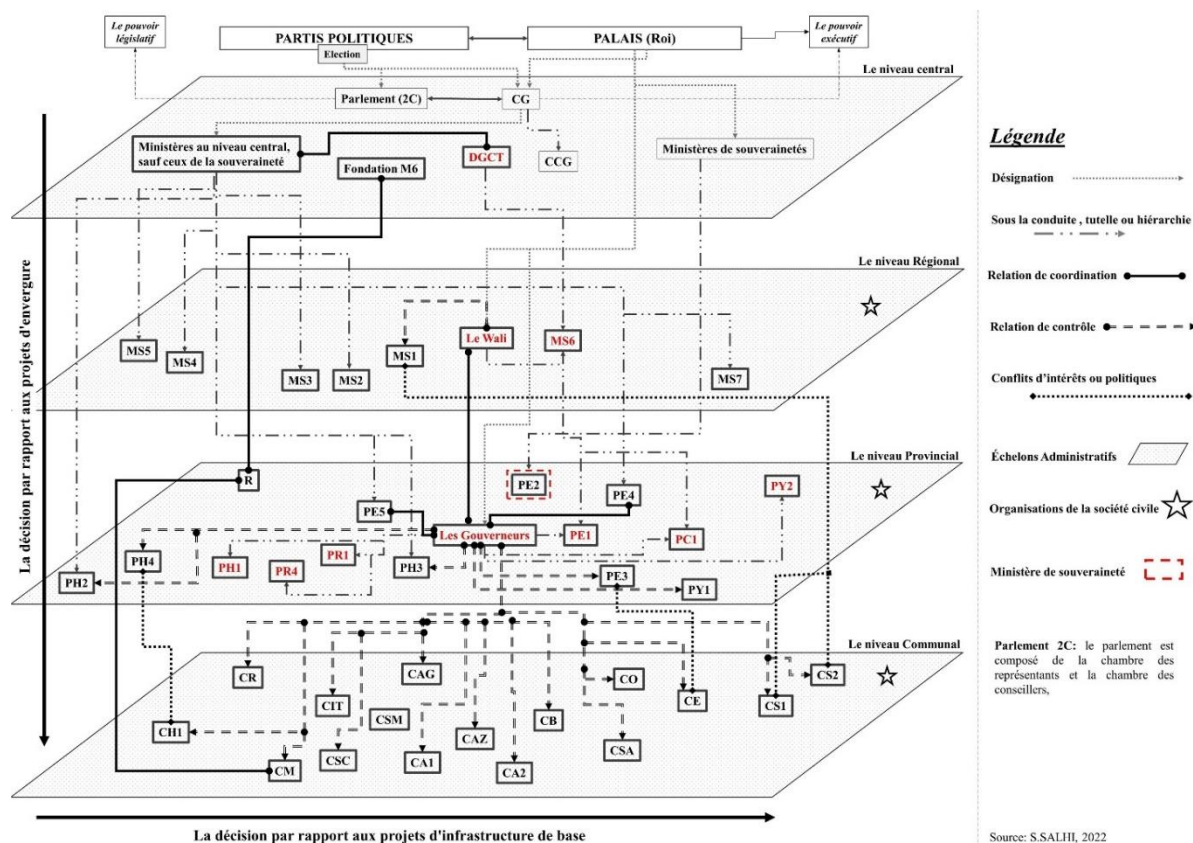 Le pouvoir
législatif
PARTIS POLITIQUES
PALAIS (Roi)
Le pouvoir
exécutif
Election
Le niveau central
Parlement (2C)
CG
Ministères au niveau central,
sauf ceux de la souveraineté
Fondation M6
DGCT
CCG
Ministères de souverainetés
La décision par rapport aux projets d'envergure
Le niveau Régional
MS5
MS4
MS3
MS2
MS1
Le Wali
MS6
MS7
Le niveau Provincial
R
PE5
PE2
PE4
PY2
Les Gouverneurs
PE1
PC1
PH4
PH2
PH1
PR1
PR4
PH3
PE3
PY1
Le niveau Communal
CR
CIT
CAG
CO
CE
CS1
CS2
CH1
CSM
CAZ
CB
CSA
CM
CSC
CA1
CA2
La décision par rapport aux projets d'infrastructure de base
Légende
Désignation
Sous la conduite , tutelle ou hiérarchie
Relation de coordination
Relation de contrôle
Conflits d'intérêts ou politiques
Échelons Administratifs
Organisations de la société civile
Ministère de souveraineté
Parlement 2C: le parlement est
composé de la chambre des
représentants et la chambre des
conseillers,
Source: S.SALHI, 2022